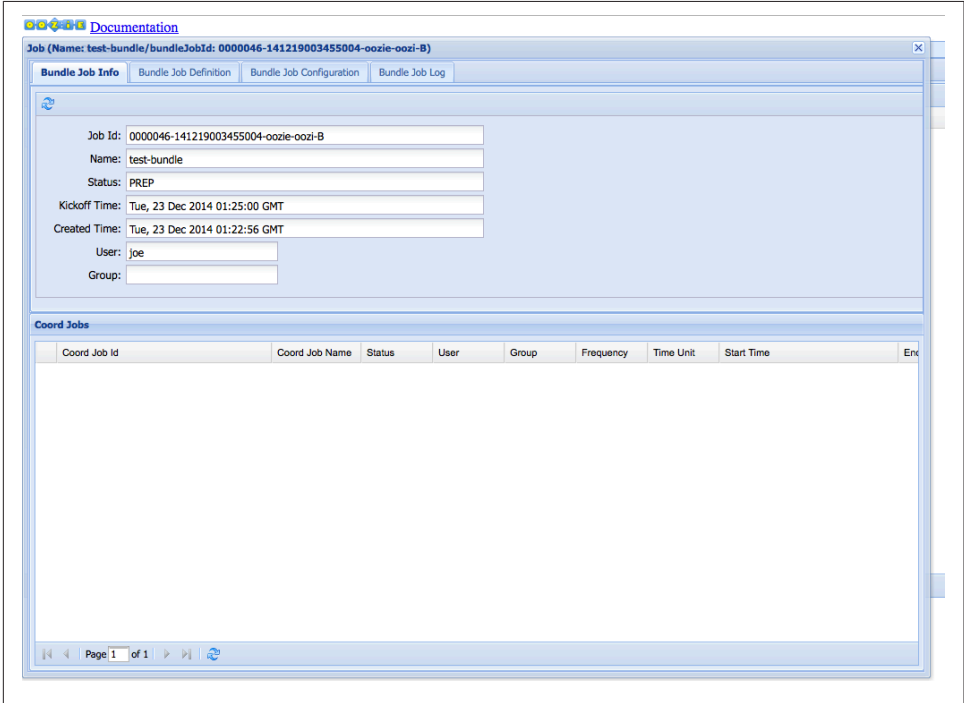 OOZIE Documentation
Job (Name: test-bundle/bundleJobId: 0000046-141219003455004-oozie-oozi-B)
Bundle Job Info Bundle Job Definition Bundle Job Configuration Bundle Job Log
Job Id: 0000046-141219003455004-oozie-oozi-B
Name: test-bundle
Status: PREP
Kickoff Time: Tue, 23 Dec 2014 01:25:00 GMT
Created Time: Tue, 23 Dec 2014 01:22:56 GMT
User: joe
Group:
Coord Jobs
Coord Job Id Coord Job Name Status User Group Frequency Time Unit Start Time
Page 1 of 1